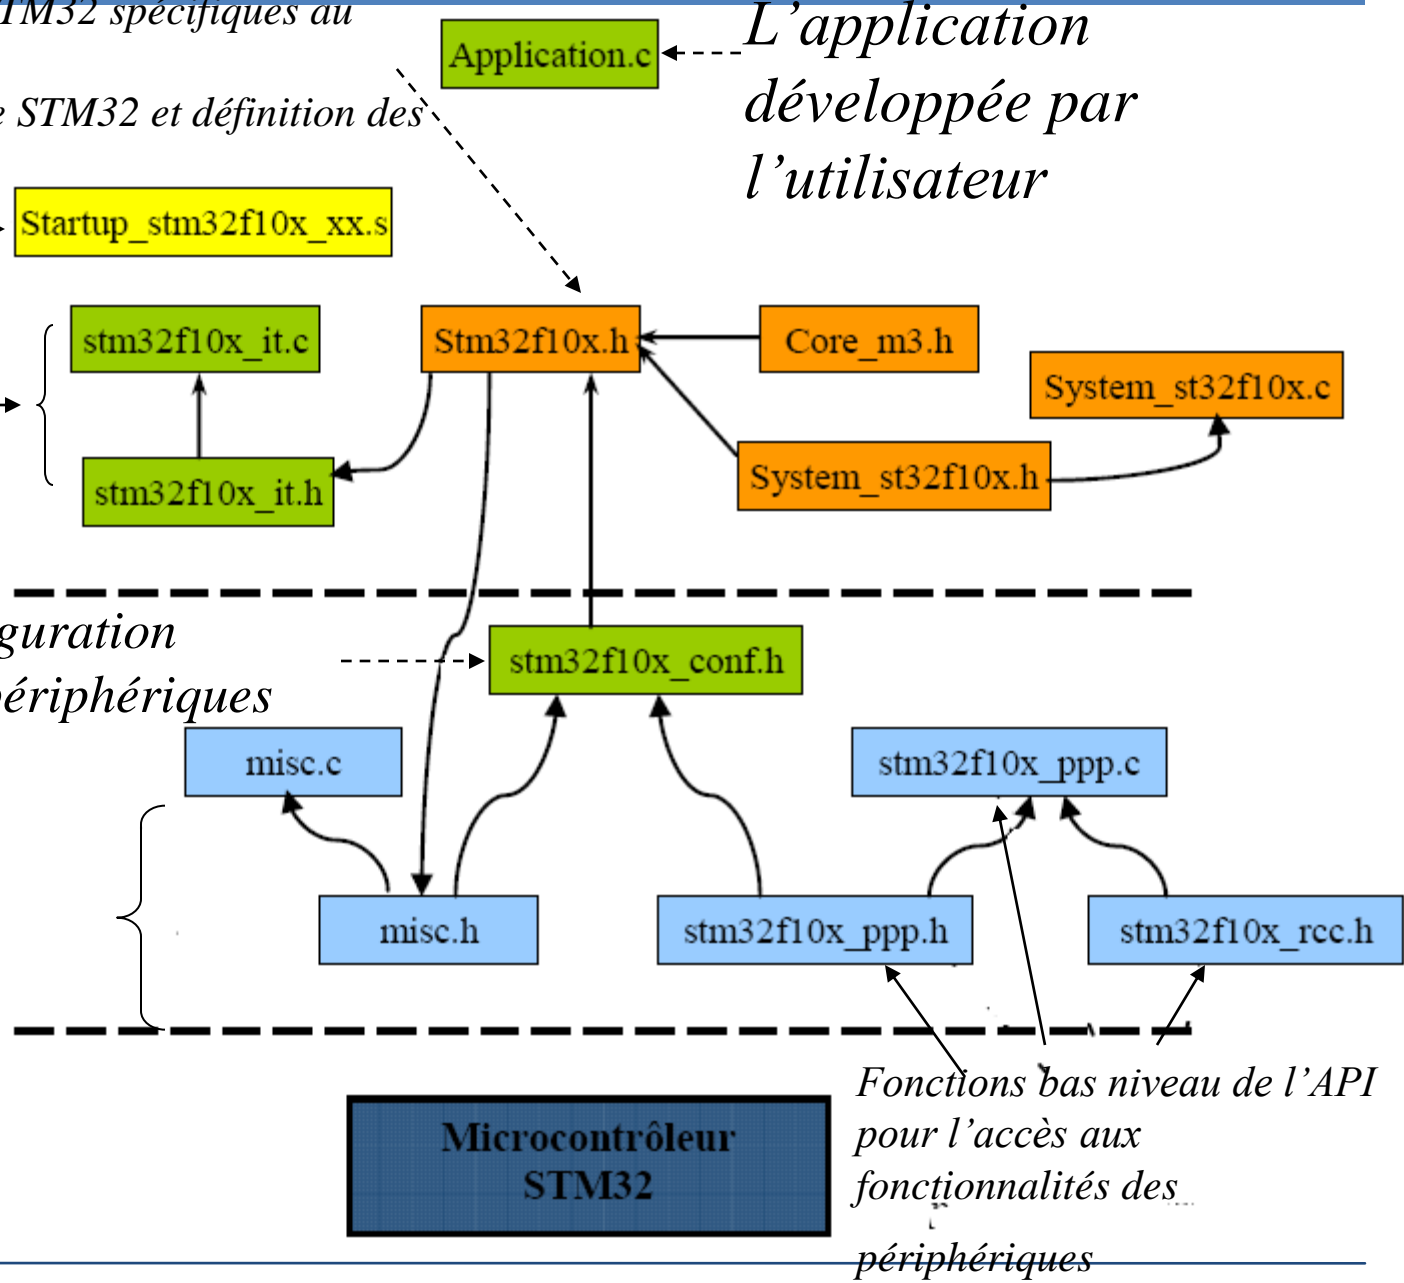 STM32 spécifiques au
Application.c
L’application
développée par
l’utilisateur
STM32 et définition des
Startup_stm32f10x_xx.s
stm32f10x_it.c
Stm32f10x.h
Core_m3.h
System_st32f10x.c
stm32f10x_it.h
System_st32f10x.h
guration
périphériques
stm32f10x_conf.h
misc.c
stm32f10x_ppp.c
misc.h
stm32f10x_ppp.h
stm32f10x_rcc.h
Fonctions bas niveau de l’API
pour l’accès aux
fonctionnalités des
périphériques
Microcontrôleur
STM32